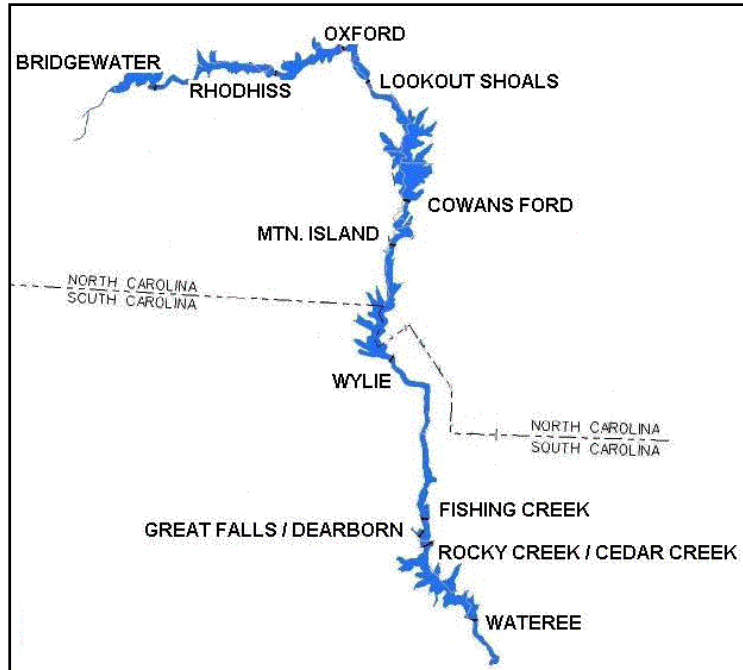 OXFORD
BRIDGEWATER
RHODHISS
LOOKOUT SHOALS
COWANS FORD
MTN. ISLAND
NORTH CAROLINA
SOUTH CAROLINA
WYLIE
NORTH CAROLINA
SOUTH CAROLINA
FISHING CREEK
GREAT FALLS / DEARBORN
ROCKY CREEK / CEDAR CREEK
WATEREE